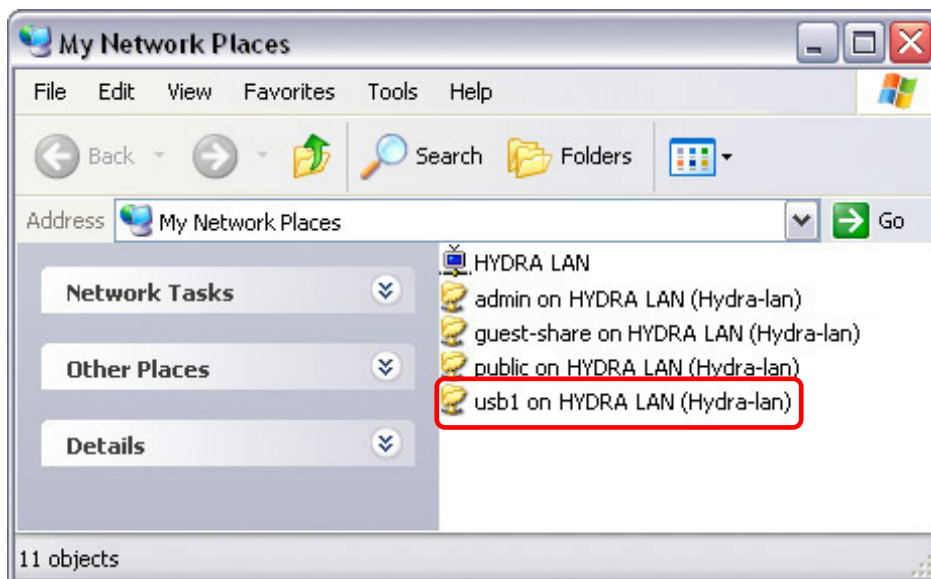 My Network Places
File Edit View Favorites Tools Help
Back Search Folders
Address My Network Places Go
Network Tasks
Other Places
Details
HYDRA LAN
admin on HYDRA LAN (Hydra-lan)
guest-share on HYDRA LAN (Hydra-lan)
public on HYDRA LAN (Hydra-lan)
usb1 on HYDRA LAN (Hydra-lan)
11 objects